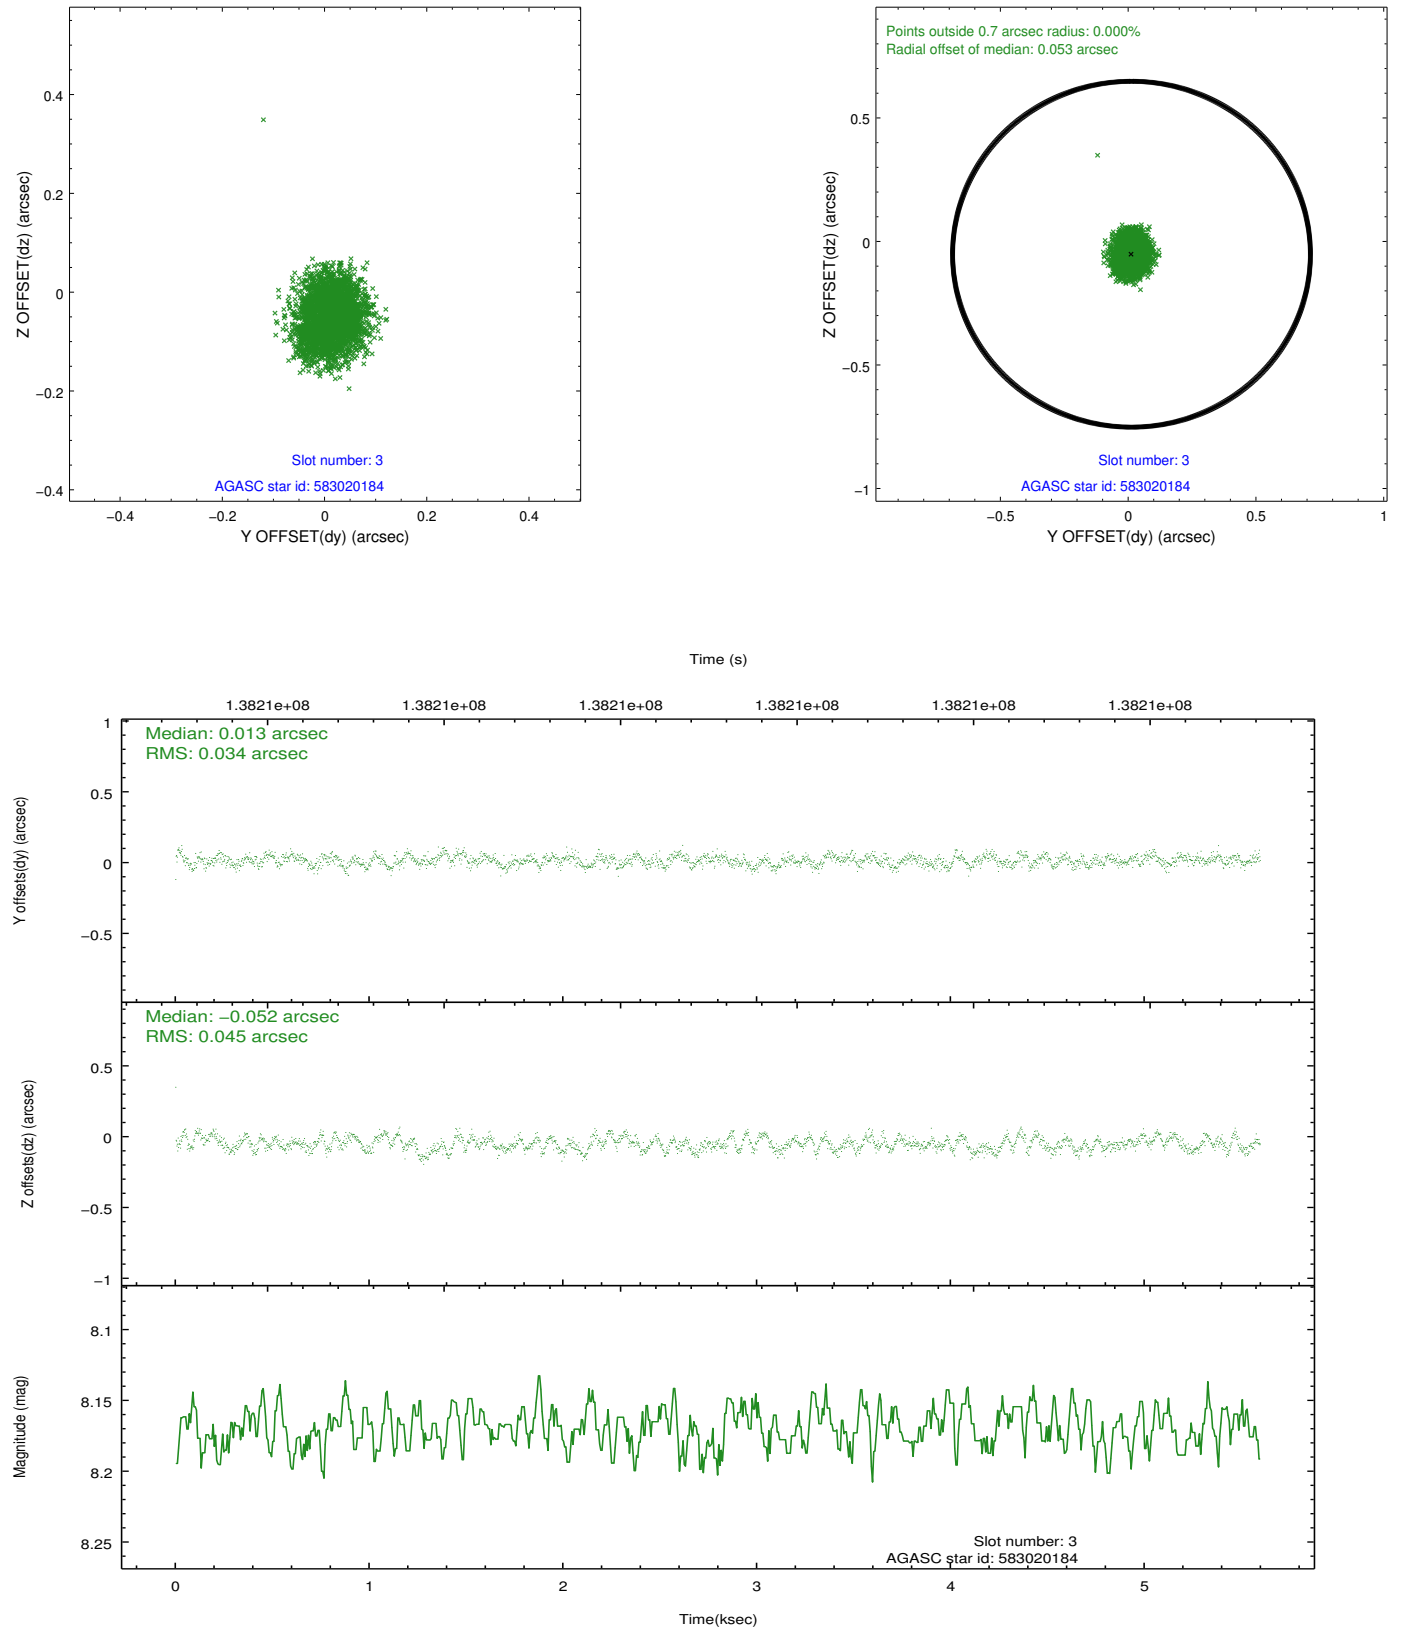 0.4
0.2
0
−0.2
−0.4
Z OFFSET(dz) (arcsec)
Slot number: 3
AGASC star id: 583020184
−0.4 −0.2 0 0.2 0.4
Y OFFSET(dy) (arcsec)
Points outside 0.7 arcsec radius: 0.000%
Radial offset of median: 0.053 arcsec
0.5
0
−0.5
−1
Z OFFSET(dz) (arcsec)
Slot number: 3
AGASC star id: 583020184
−0.5 0 0.5 1
Y OFFSET(dy) (arcsec)
Time (s)
1.3821e+08 1.3821e+08 1.3821e+08 1.3821e+08 1.3821e+08 1.3821e+08
Median: 0.013 arcsec
RMS: 0.034 arcsec
1
0.5
0
−0.5
Y offsets(dy) (arcsec)
Median: −0.052 arcsec
RMS: 0.045 arcsec
0.5
0
−0.5
−1
Z offsets(dz) (arcsec)
8.1
8.15
8.2
8.25
Magnitude (mag)
Slot number: 3
AGASC star id: 583020184
0 1 2 3 4 5
Time(ksec)